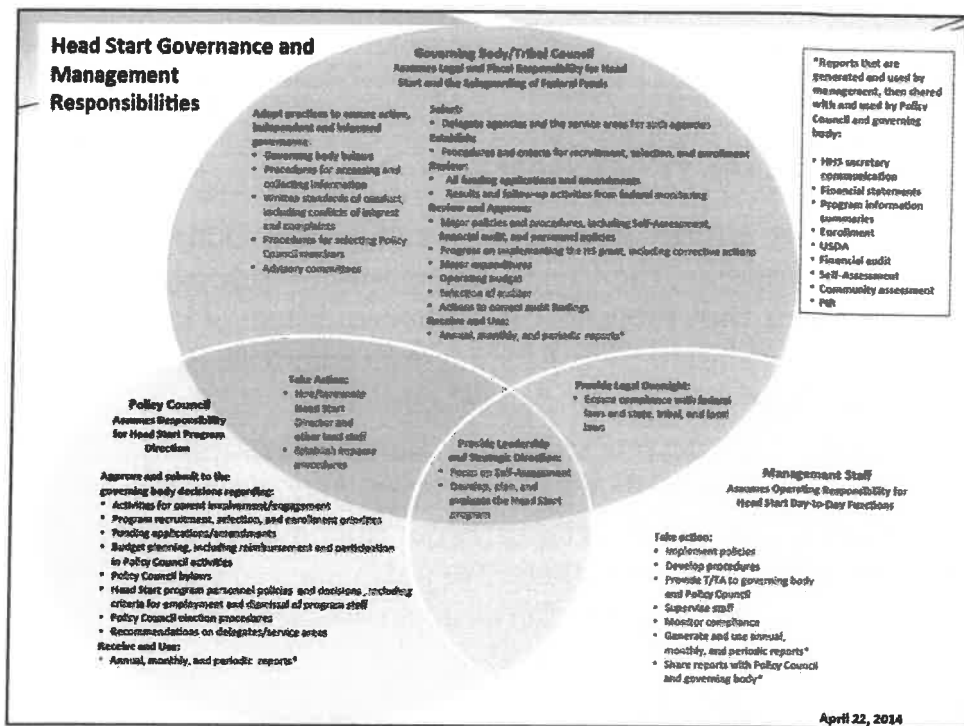 Head Start Governance and
Management
Responsibilities
Governing Body/Tribal Council
Assumes Legal and Fiscal Responsibility for Head
Start and the Safeguarding of Federal Funds
Adopt practices to ensure active,
independent and informed
governance:
• Governing body bylaws
• Procedures for accessing and
collecting information
• Written standards of conduct,
including conflicts of interest
and complaints
• Procedures for selecting Policy
Council members
• Advisory committees
Select:
• Delegate agencies and the service areas for such agencies
Establish:
• Procedures and criteria for recruitment, selection, and enrollment
Review:
• All funding applications and amendments
• Results and follow-up activities from federal monitoring
Review and Approve:
• Major policies and procedures, including Self-Assessment,
financial audit, and personnel policies
• Progress on implementing the HS grant, including corrective actions
• Major expenditures
• Operating budget
• Selection of auditor
• Actions to correct audit findings
Receive and Use:
• Annual, monthly, and periodic reports*
*Reports that are
generated and used by
management, then shared
with and used by Policy
Council and governing
body:
• HHS secretary
communication
• Financial statements
• Program information
summaries
• Enrollment
• USDA
• Financial audit
• Self-Assessment
• Community assessment
• PIR
Take Action:
• Hire/terminate
Head Start
Director and
other lead staff
• Establish impasse
procedures
Provide Legal Oversight:
• Ensure compliance with federal
laws and state, tribal, and local
laws
Provide Leadership
and Strategic Direction:
• Focus on Self-Assessment
• Develop, plan, and
evaluate the Head Start
program
Policy Council
Assumes Responsibility
for Head Start Program
Direction
Approve and submit to the
governing body decisions regarding:
• Activities for parent involvement/engagement
• Program recruitment, selection, and enrollment priorities
• Funding applications/amendments
• Budget planning, including reimbursement and participation
in Policy Council activities
• Policy Council bylaws
• Head Start program personnel policies and decisions, including
criteria for employment and dismissal of program staff
• Policy Council election procedures
• Recommendations on delegates/service areas
Receive and Use:
• Annual, monthly, and periodic reports*
Management Staff
Assumes Operating Responsibility for
Head Start Day-to-Day Functions
Take action:
• Implement policies
• Develop procedures
• Provide T/TA to governing body
and Policy Council
• Supervise staff
• Monitor compliance
• Generate and use annual,
monthly, and periodic reports*
• Share reports with Policy Council
and governing body*
April 22, 2014